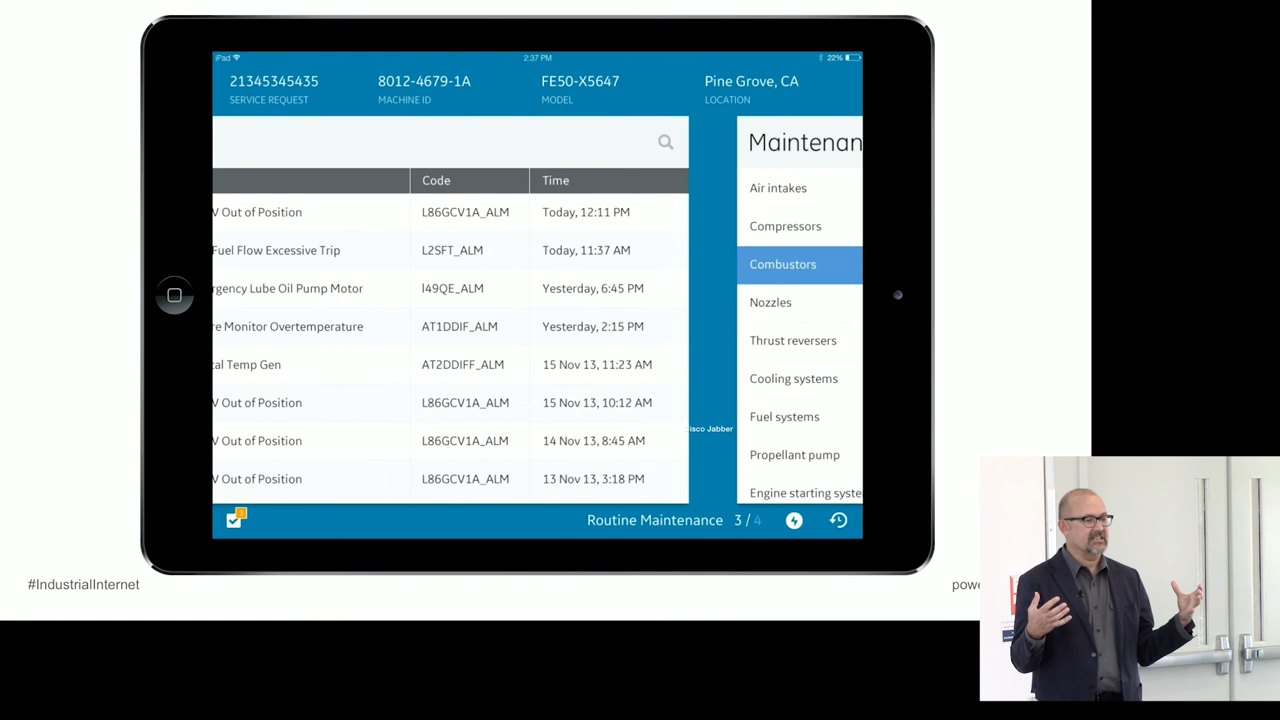 iPad 2:37 PM 22%
21345345435 8012-4679-1A FE50-X5647 Pine Grove, CA
SERVICE REQUEST MACHINE ID MODEL LOCATION
Maintenan
Code Time
Air intakes
V Out of Position L86GCV1A_ALM Today, 12:11 PM
Compressors
Fuel Flow Excessive Trip L2SFT_ALM Today, 11:37 AM
Combustors
rgency Lube Oil Pump Motor l49QE_ALM Yesterday, 6:45 PM
Nozzles
re Monitor Overtemperature AT1DDIF_ALM Yesterday, 2:15 PM
Thrust reversers
tal Temp Gen AT2DDIFF_ALM 15 Nov 13, 11:23 AM
Cooling systems
V Out of Position L86GCV1A_ALM 15 Nov 13, 10:12 AM
Fuel systems
isco Jabber
V Out of Position L86GCV1A_ALM 14 Nov 13, 8:45 AM
Propellant pump
V Out of Position L86GCV1A_ALM 13 Nov 13, 3:18 PM
Engine starting syste
1
Routine Maintenance 3 / 4
#IndustrialInternet powe